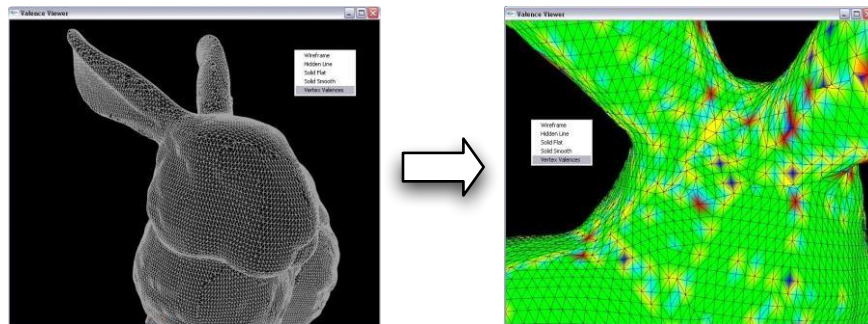 Valence Viewer
Wireframe
Hidden Line
Solid Flat
Solid Smooth
Vertex Valences
Valence Viewer
Wireframe
Hidden Line
Solid Flat
Solid Smooth
Vertex Valences